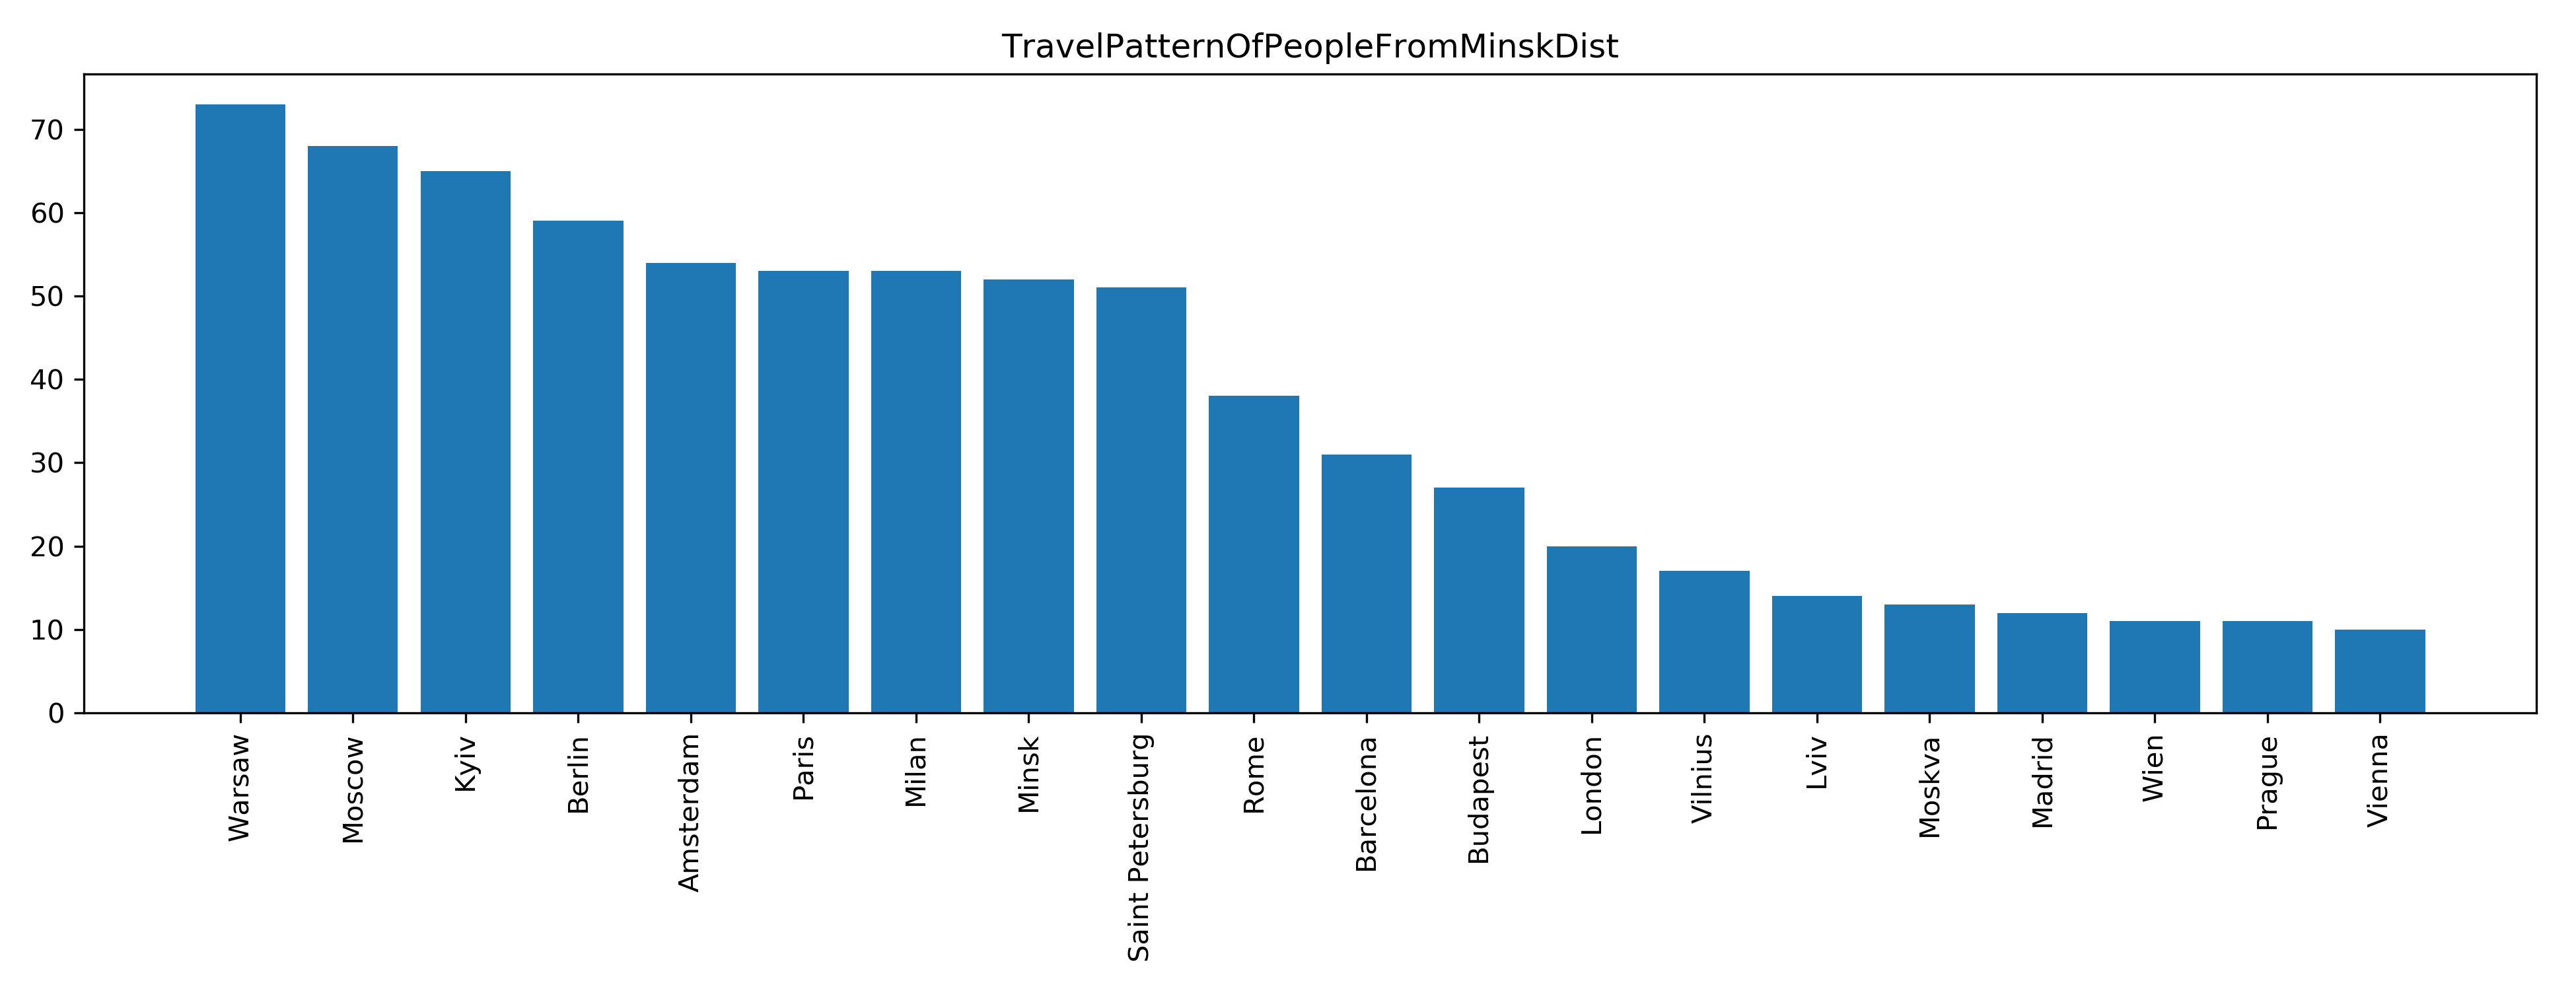 TravelPatternOfPeopleFromMinskDist
70
60
50
40
30
20
10
0
Warsaw
Moscow
Kyiv
Berlin
Amsterdam
Paris
Milan
Minsk
Saint Petersburg
Rome
Barcelona
Budapest
London
Vilnius
Lviv
Moskva
Madrid
Wien
Prague
Vienna